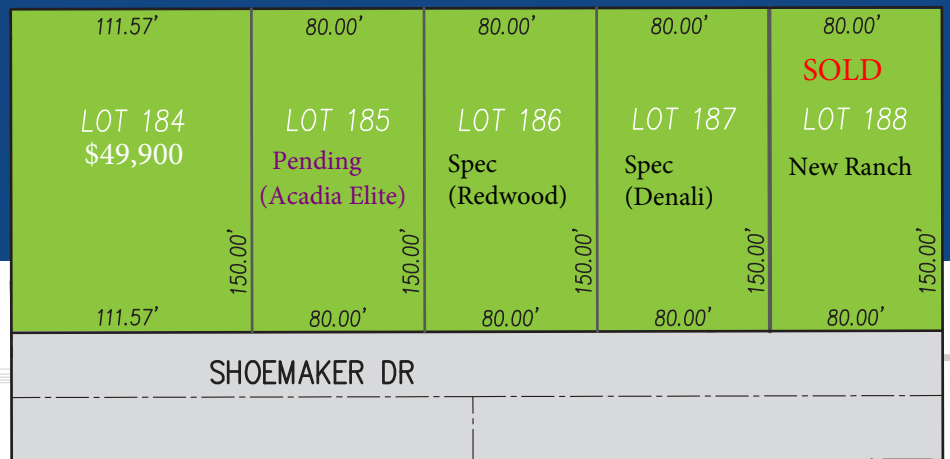 111.57' 80.00' 80.00' 80.00' 80.00'
SOLD
LOT 184
$49,900
LOT 185
Pending
(Acadia Elite)
LOT 186
Spec
(Redwood)
LOT 187
Spec
(Denali)
LOT 188
New Ranch
150.00' 150.00' 150.00' 150.00' 150.00'
111.57' 80.00' 80.00' 80.00' 80.00'
SHOEMAKER DR